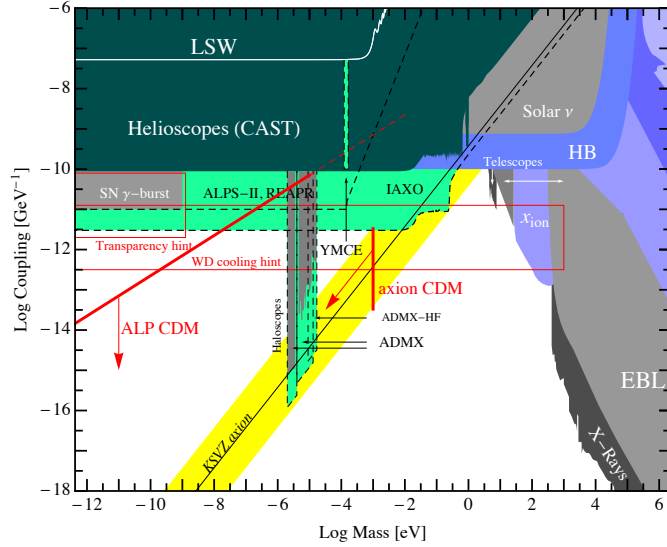 -6
-8
-10
-12
-14
-16
-18
-12
-10
-8
-6
-4
-2
0
2
4
6
Log Coupling [GeV⁻¹]
Log Mass [eV]
LSW
Helioscopes (CAST)
Solar ν
HB
Telescopes
SN γ-burst
ALPS-II, REAPR
IAXO
x_ion
Transparency hint
YMCE
WD cooling hint
axion CDM
ALP CDM
Haloscopes
ADMX-HF
ADMX
EBL
X-Rays
KSVZ axion